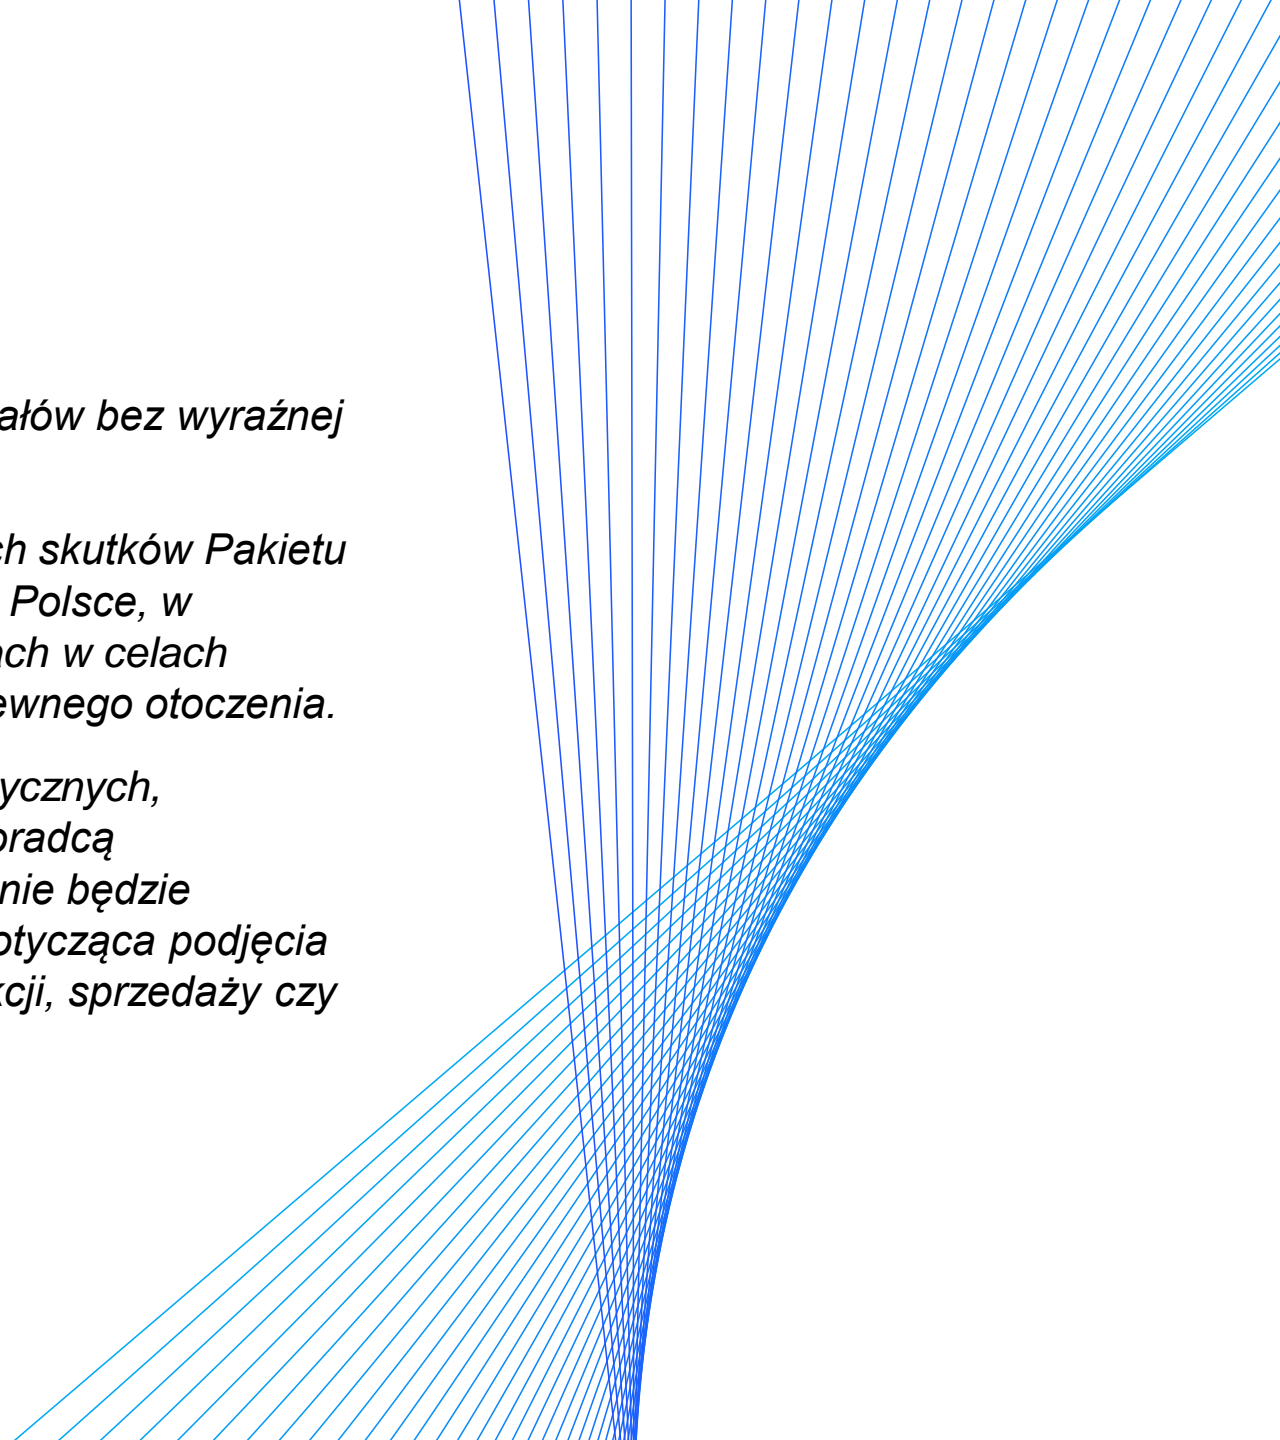 ałów bez wyraźnej
ch skutków Pakietu
Polsce, w
ach w celach
ewnego otoczenia.
ycznych,
oradcą
nie będzie
otycząca podjęcia
kcji, sprzedaży czy